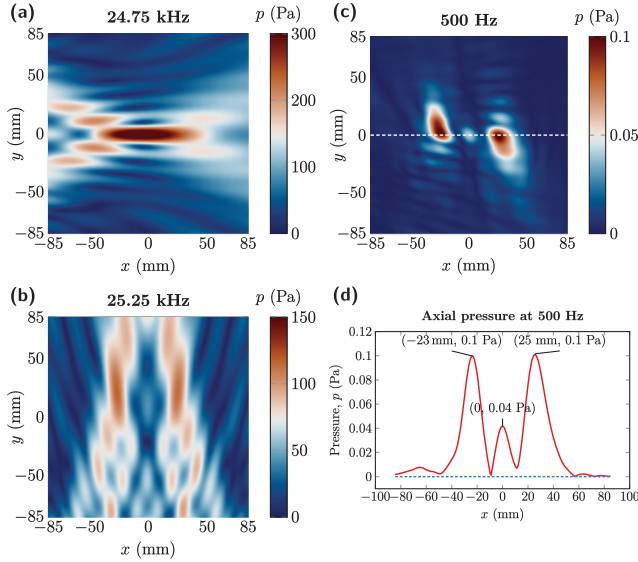 (a)
24.75 kHz
p (Pa)
85
50
0
−50
−85
y (mm)
−85
−50
0
50
85
x (mm)
300
200
100
0
(c)
500 Hz
p (Pa)
85
50
0
−50
−85
y (mm)
−85
−50
0
50
85
x (mm)
0.1
0.05
0
(b)
25.25 kHz
p (Pa)
85
50
0
−50
−85
y (mm)
−85
−50
0
50
85
x (mm)
150
100
50
0
(d)
Axial pressure at 500 Hz
(−23 mm, 0.1 Pa)
(25 mm, 0.1 Pa)
(0, 0.04 Pa)
0.12
0.1
0.08
0.06
0.04
0.02
0
Pressure, p (Pa)
−100
−80
−60
−40
−20
0
20
40
60
80
100
x (mm)